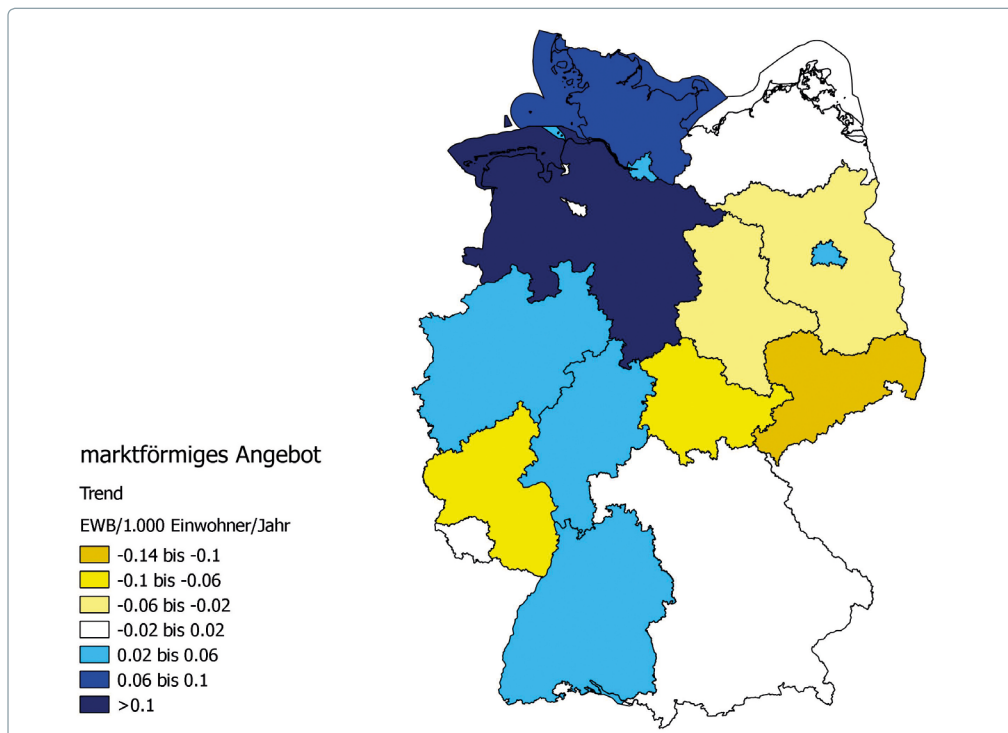 marktförmiges Angebot
Trend
EWB/1.000 Einwohner/Jahr
-0.14 bis -0.1
-0.1 bis -0.06
-0.06 bis -0.02
-0.02 bis 0.02
0.02 bis 0.06
0.06 bis 0.1
>0.1